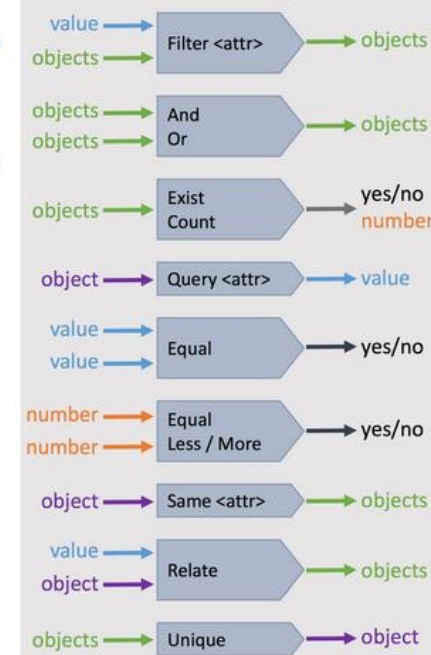 value
objects
Filter <attr>
objects
objects
objects
And
Or
objects
objects
Exist
Count
yes/no
number
object
Query <attr>
value
value
value
Equal
yes/no
number
number
Equal
Less / More
yes/no
object
Same <attr>
objects
value
object
Relate
objects
objects
Unique
object